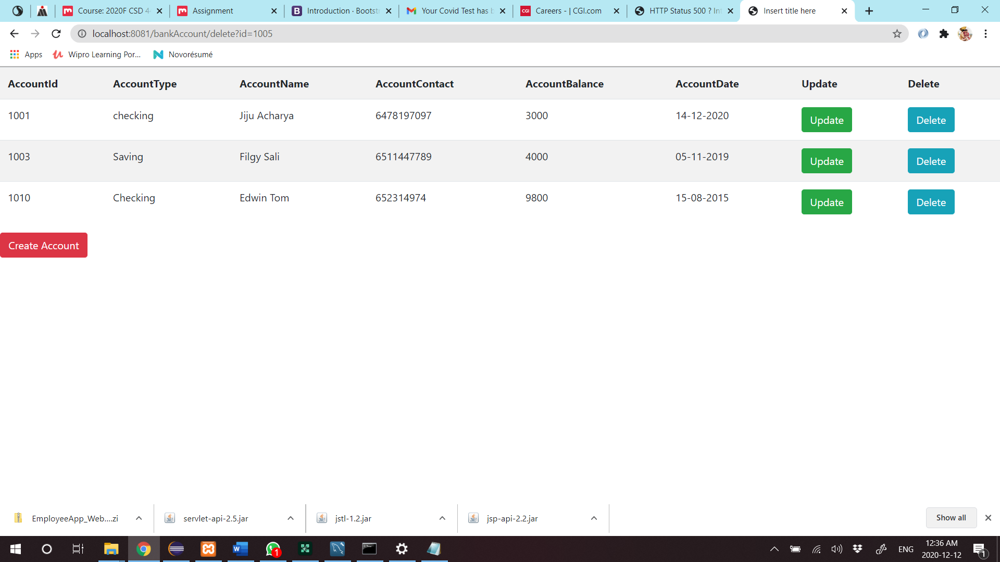 Course: 2020F CSD 4
Assignment
Introduction · Bootstr
Your Covid Test has b
CGI
Careers - | CGI.com
HTTP Status 500 ? Int
Insert title here
localhost:8081/bankAccount/delete?id=1005
Apps
Wipro Learning Por...
Novorésumé
AccountId AccountType AccountName AccountContact AccountBalance AccountDate Update Delete
1001 checking Jiju Acharya 6478197097 3000 14-12-2020 Update Delete
1003 Saving Filgy Sali 6511447789 4000 05-11-2019 Update Delete
1010 Checking Edwin Tom 652314974 9800 15-08-2015 Update Delete
Create Account
EmployeeApp_Web....zi
servlet-api-2.5.jar
jstl-1.2.jar
jsp-api-2.2.jar
Show all
1
ENG
12:36 AM
2020-12-12
1